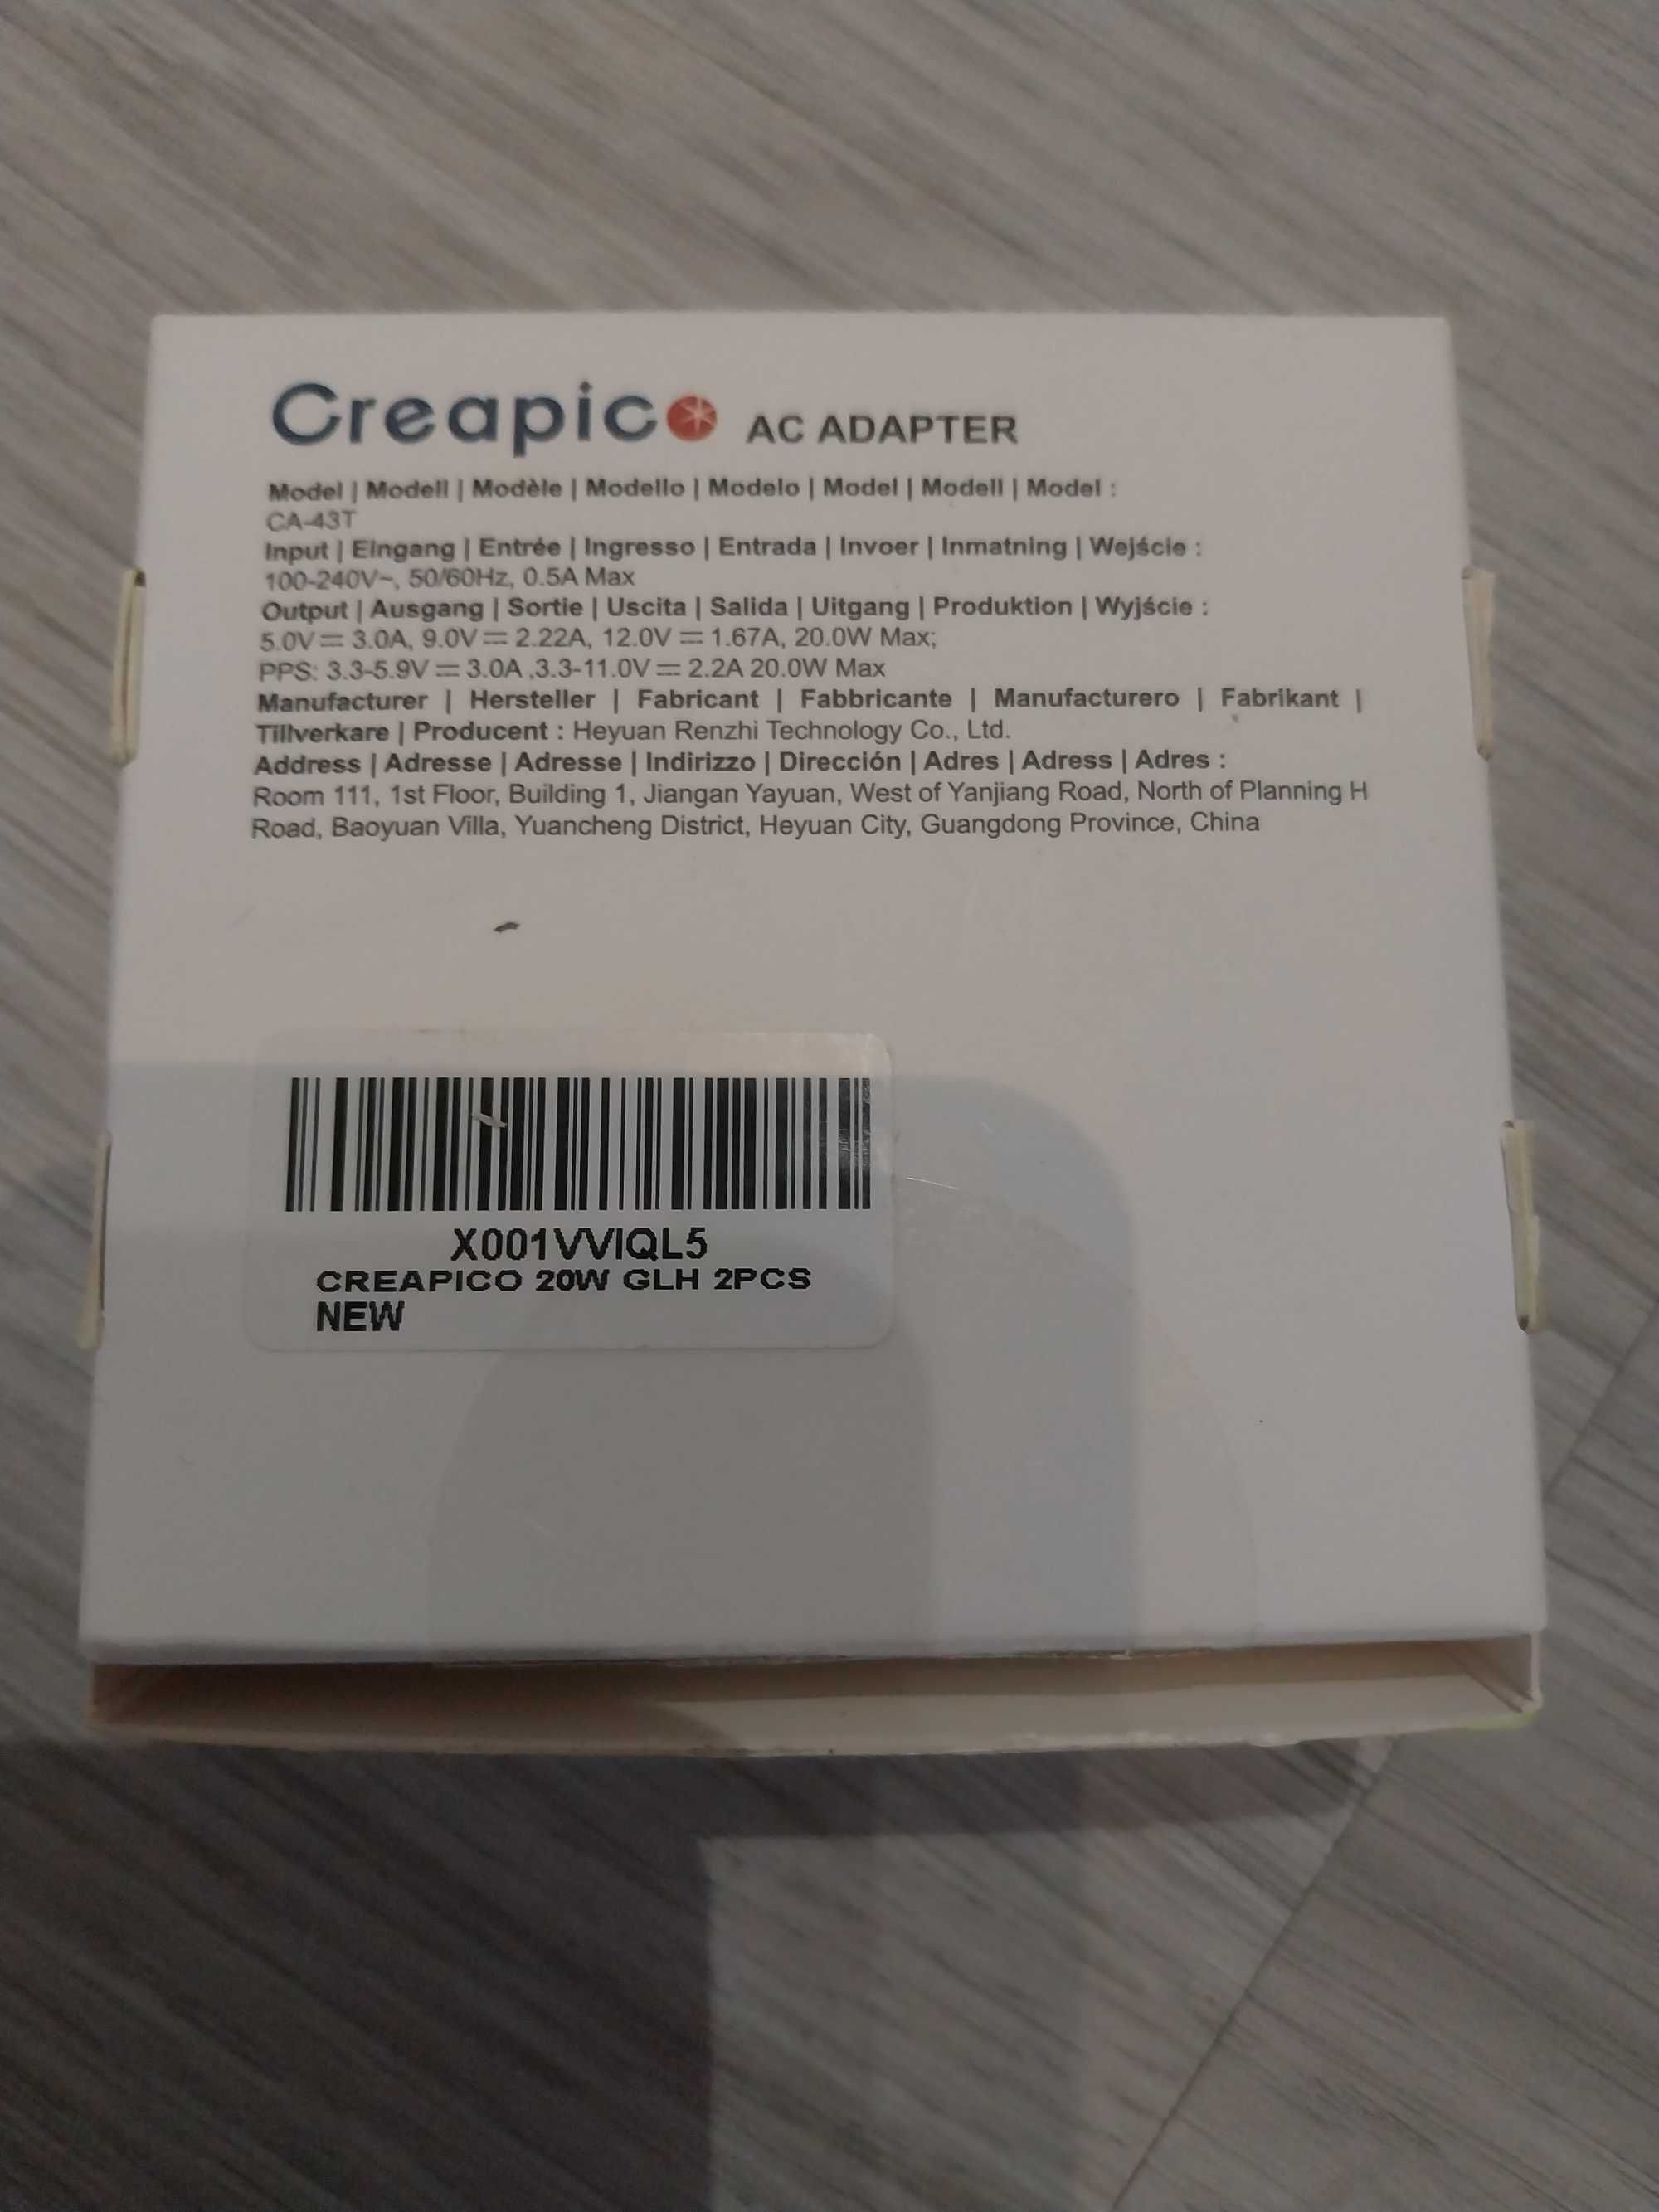 Creapico AC ADAPTER
Model | Modell | Modèle | Modello | Modelo | Model | Modell | Model :
CA-43T
Input | Eingang | Entrée | Ingresso | Entrada | Invoer | Inmatning | Wejście :
100-240V~, 50/60Hz, 0.5A Max
Output | Ausgang | Sortie | Uscita | Salida | Uitgang | Produktion | Wyjście :
5.0V⎓3.0A, 9.0V⎓2.22A, 12.0V⎓1.67A, 20.0W Max;
PPS: 3.3-5.9V⎓3.0A ,3.3-11.0V⎓2.2A 20.0W Max
Manufacturer | Hersteller | Fabricant | Fabbricante | Manufacturero | Fabrikant |
Tillverkare | Producent : Heyuan Renzhi Technology Co., Ltd.
Address | Adresse | Adresse | Indirizzo | Dirección | Adres | Adress | Adres :
Room 111, 1st Floor, Building 1, Jiangan Yayuan, West of Yanjiang Road, North of Planning H
Road, Baoyuan Villa, Yuancheng District, Heyuan City, Guangdong Province, China
X001VVIQL5
CREAPICO 20W GLH 2PCS
NEW